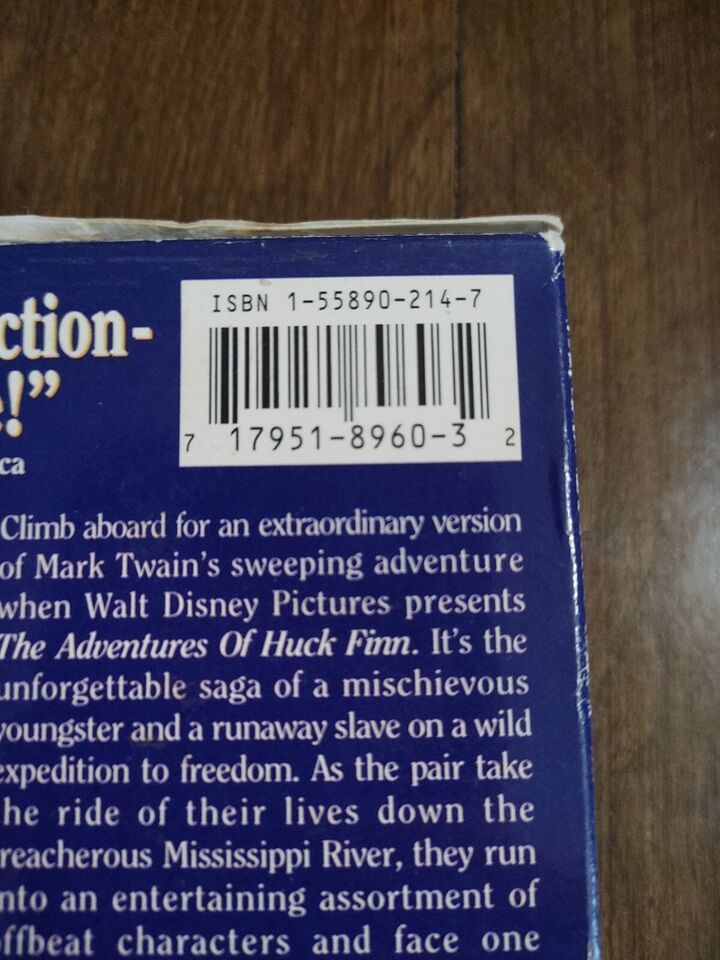 ction-
!”
ca
ISBN 1-55890-214-7
7 17951-8960-3 2
Climb aboard for an extraordinary version
of Mark Twain's sweeping adventure
when Walt Disney Pictures presents
The Adventures Of Huck Finn. It's the
unforgettable saga of a mischievous
youngster and a runaway slave on a wild
expedition to freedom. As the pair take
he ride of their lives down the
reacherous Mississippi River, they run
nto an entertaining assortment of
offbeat characters and face one